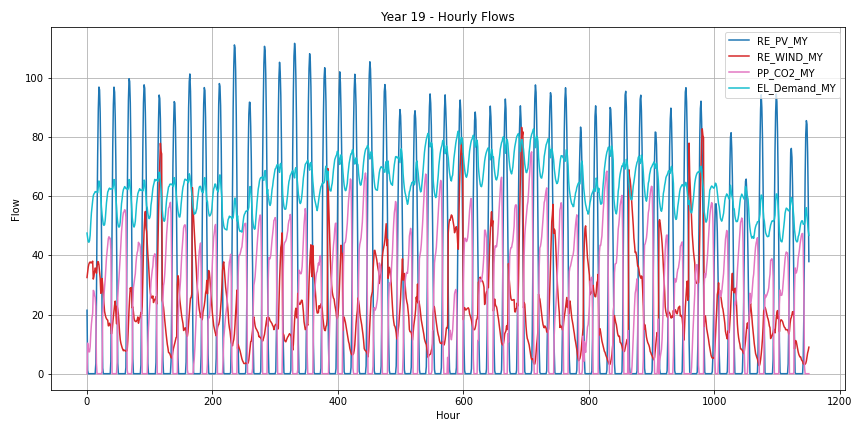 Year 19 - Hourly Flows
RE_PV_MY
RE_WIND_MY
PP_CO2_MY
EL_Demand_MY
Flow
100
80
60
40
20
0
0 200 400 600 800 1000 1200
Hour